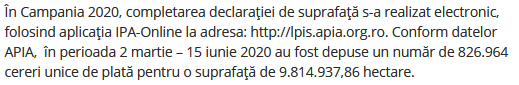 În Campania 2020, completarea declarației de suprafață s-a realizat electronic,
folosind aplicația IPA-Online la adresa: http://lpis.apia.org.ro. Conform datelor
APIA,  în perioada 2 martie – 15 iunie 2020 au fost depuse un număr de 826.964
cereri unice de plată pentru o suprafață de 9.814.937,86 hectare.